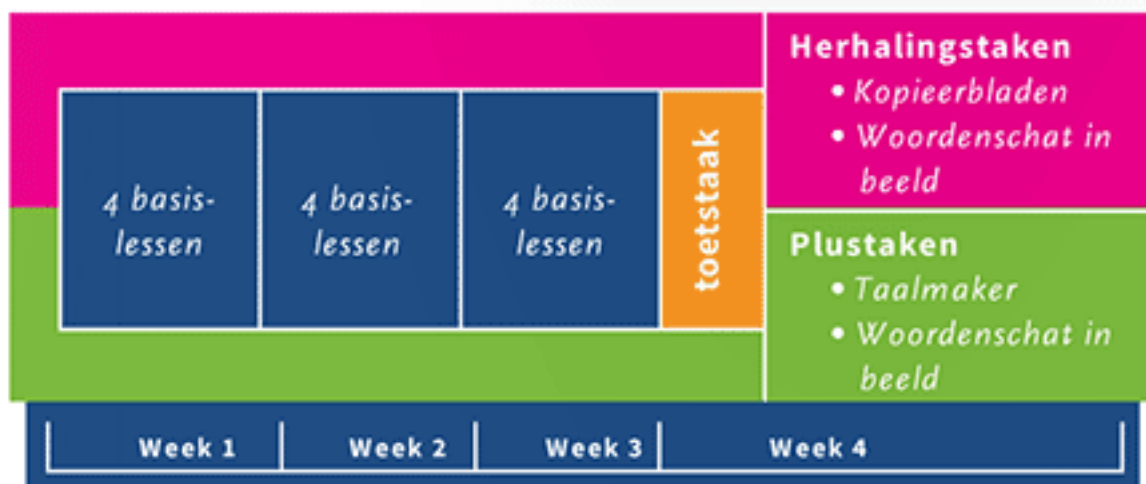 4 basis-
lessen
4 basis-
lessen
4 basis-
lessen
toetstaak
Herhalingstaken
• Kopieerbladen
• Woordenschat in
beeld
Plustaken
• Taalmaker
• Woordenschat in
beeld
Week 1
Week 2
Week 3
Week 4